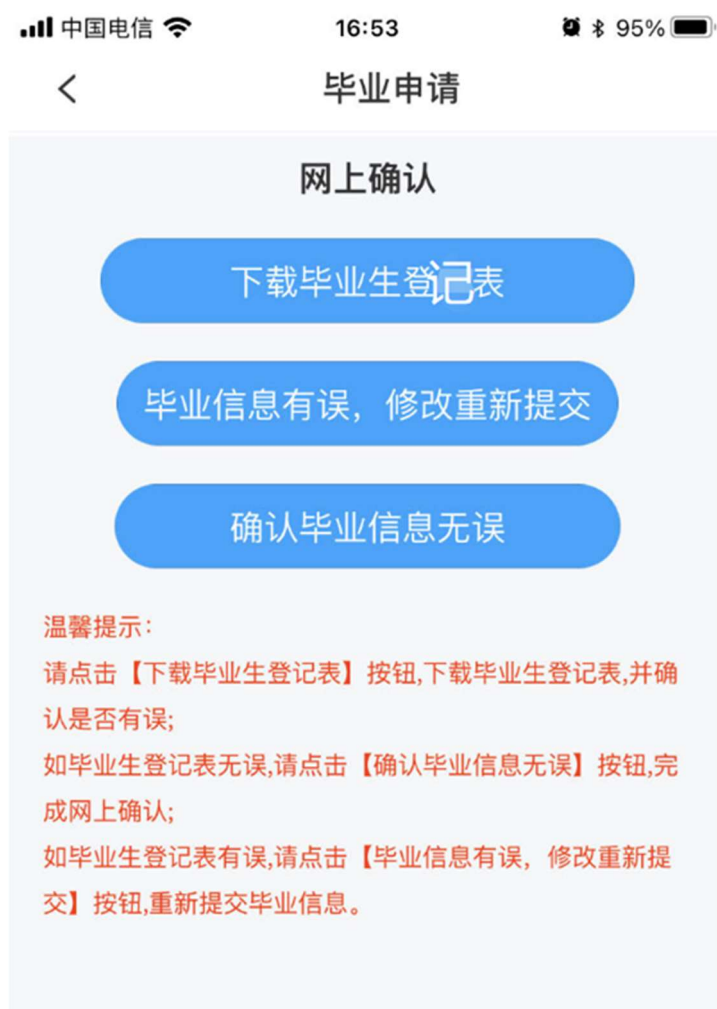 中国电信 16:53 95%
毕业申请
网上确认
下载毕业生登记表
毕业信息有误，修改重新提交
确认毕业信息无误
温馨提示：
请点击【下载毕业生登记表】按钮,下载毕业生登记表,并确
认是否有误;
如毕业生登记表无误,请点击【确认毕业信息无误】按钮,完
成网上确认;
如毕业生登记表有误,请点击【毕业信息有误，修改重新提
交】按钮,重新提交毕业信息。